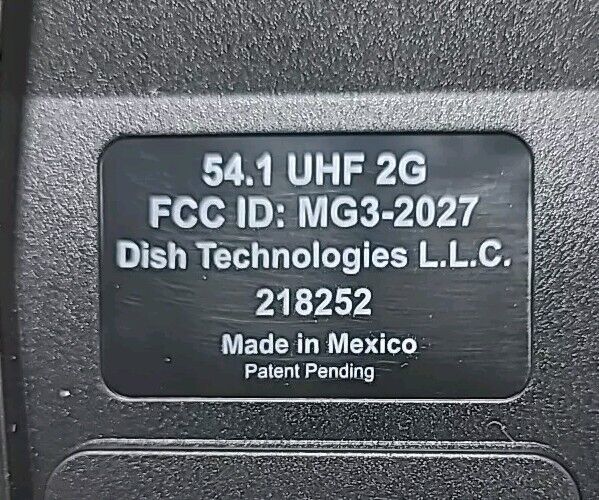 54.1 UHF 2G
FCC ID: MG3-2027
Dish Technologies L.L.C.
218252
Made in Mexico
Patent Pending